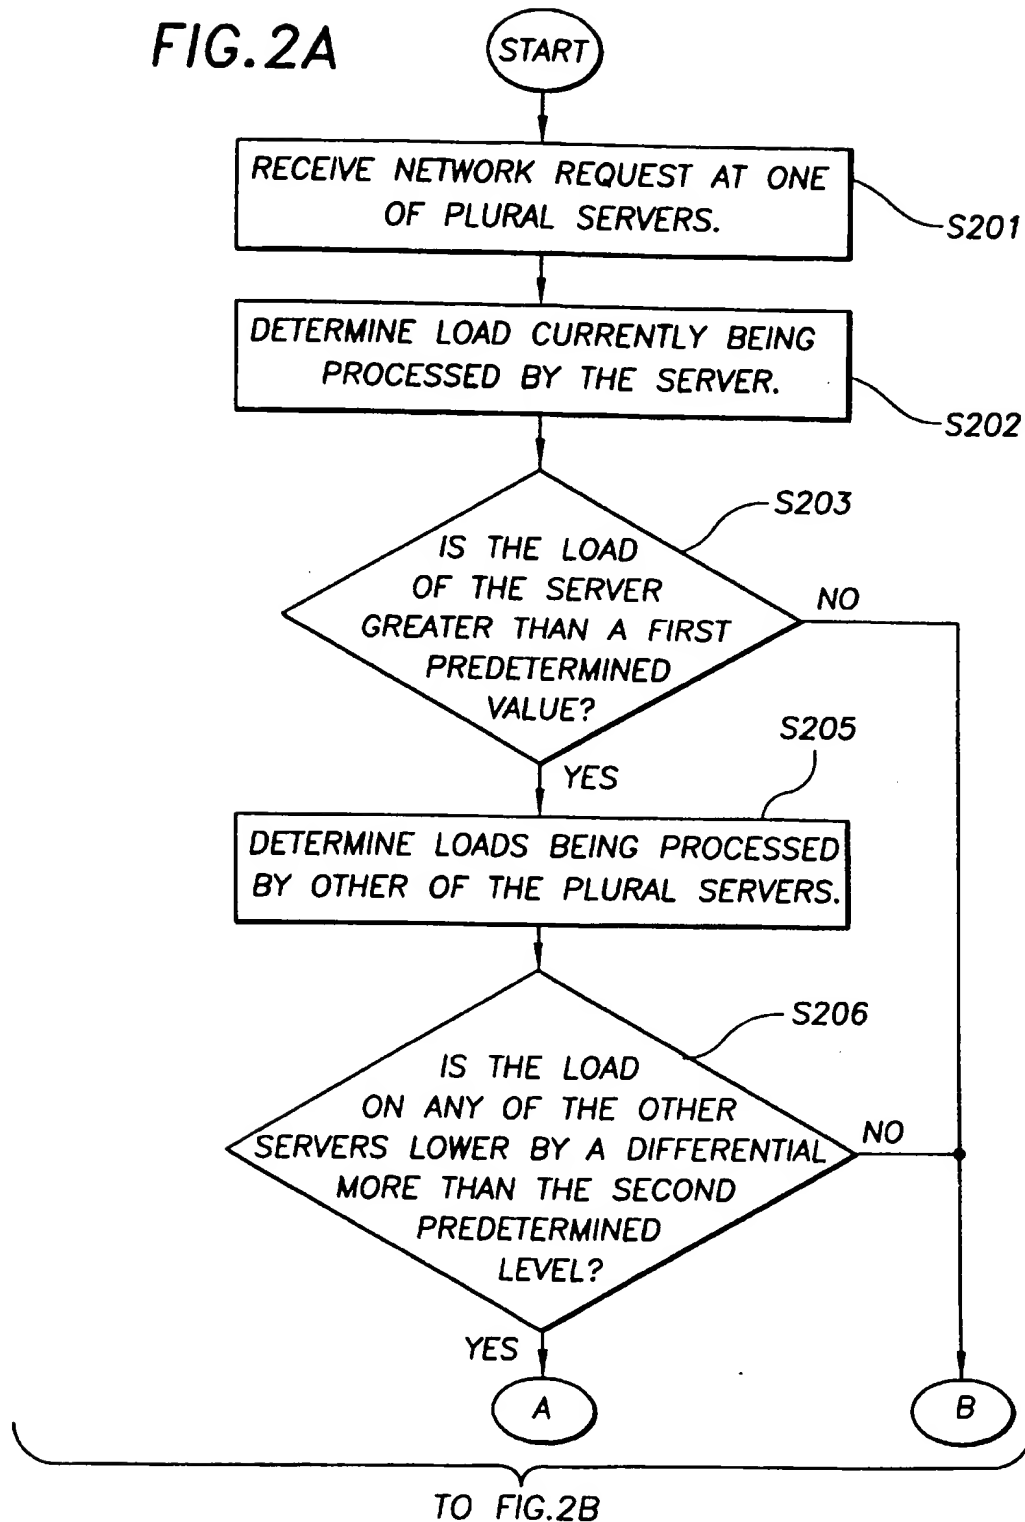 FIG.2A
START
RECEIVE NETWORK REQUEST AT ONE
OF PLURAL SERVERS.
S201
DETERMINE LOAD CURRENTLY BEING
PROCESSED BY THE SERVER.
S202
S203
IS THE LOAD
OF THE SERVER
GREATER THAN A FIRST
PREDETERMINED
VALUE?
NO
YES
S205
DETERMINE LOADS BEING PROCESSED
BY OTHER OF THE PLURAL SERVERS.
S206
IS THE LOAD
ON ANY OF THE OTHER
SERVERS LOWER BY A DIFFERENTIAL
MORE THAN THE SECOND
PREDETERMINED
LEVEL?
NO
YES
A
B
TO FIG.2B